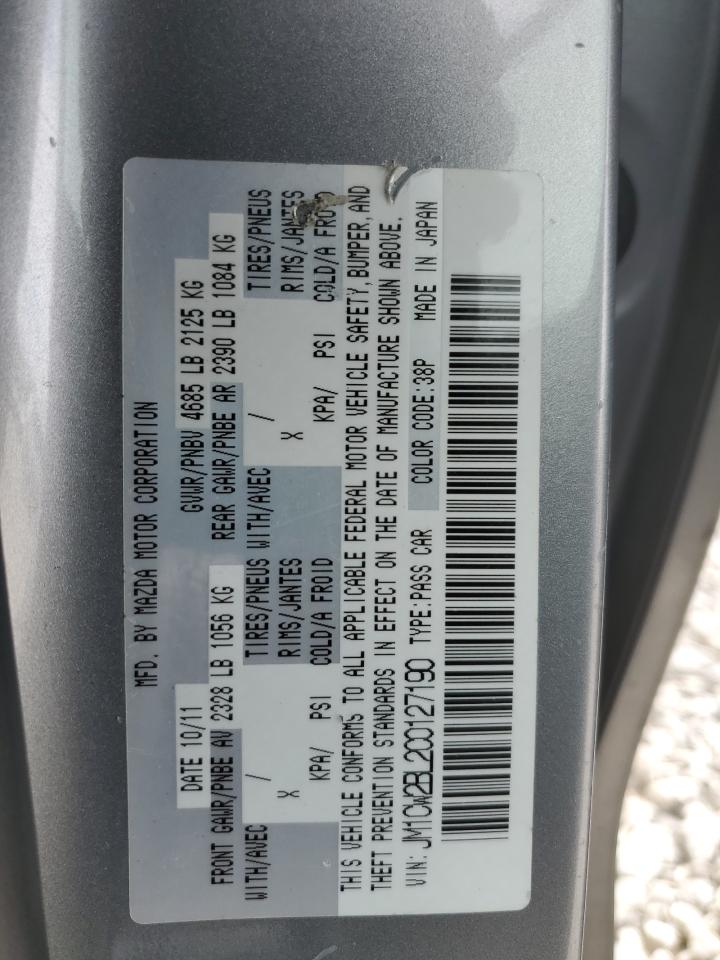 MFD. BY MAZDA MOTOR CORPORATION
DATE 10/11 GVWR/PNBV 4685 LB 2125 KG
FRONT GAWR/PNBE AV 2328 LB 1056 KG REAR GAWR/PNBE AR 2390 LB 1084 KG
WITH/AVEC / TIRES/PNEUS WITH/AVEC / TIRES/PNEUS
X RIMS/JANTES X RIMS/JANTES
KPA/ PSI COLD/A FROID KPA/ PSI COLD/A FROID
THIS VEHICLE CONFORMS TO ALL APPLICABLE FEDERAL MOTOR VEHICLE SAFETY, BUMPER, AND
THEFT PREVENTION STANDARDS IN EFFECT ON THE DATE OF MANUFACTURE SHOWN ABOVE.
VIN: JM1CW2BL2C0127190 TYPE:PASS CAR COLOR CODE:38P MADE IN JAPAN